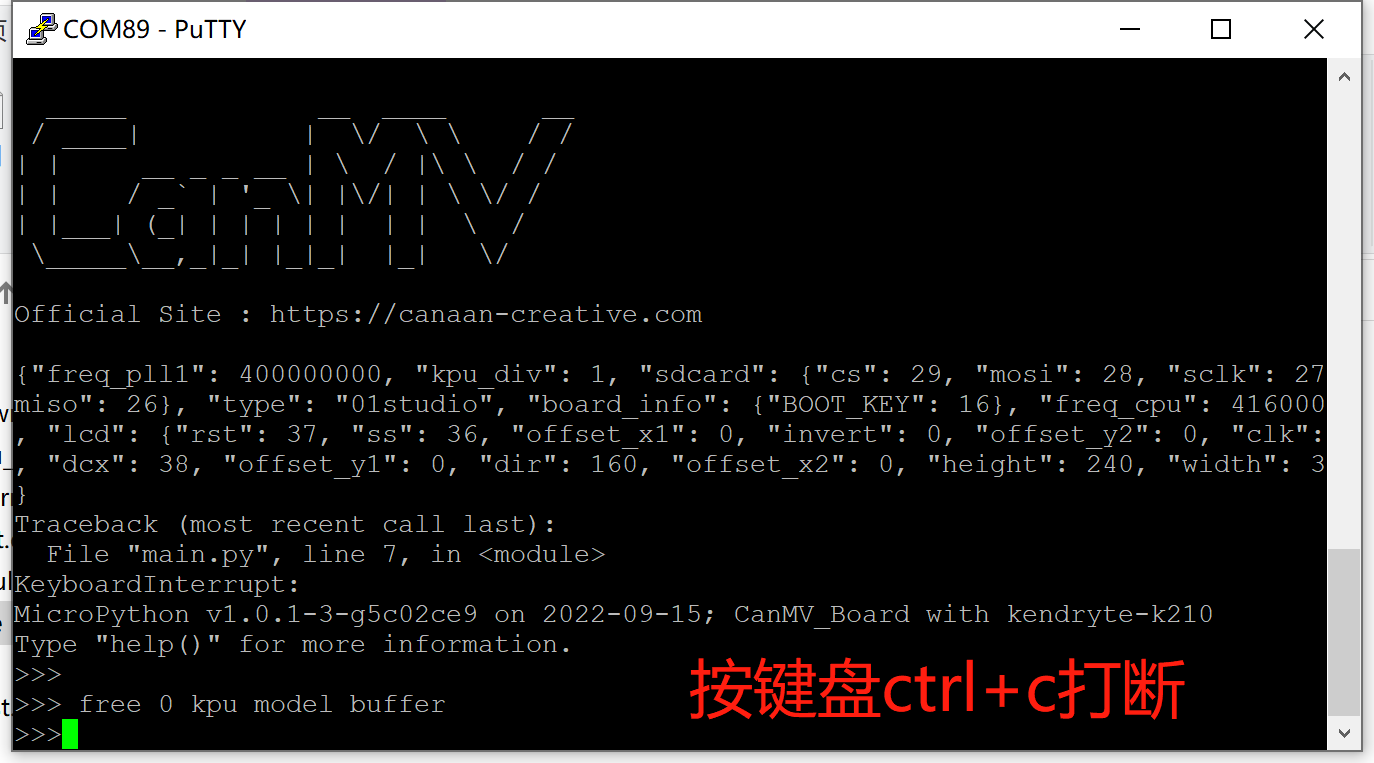 COM89 - PuTTY
CanMV
Official Site : https://canaan-creative.com
{"freq_pll1": 400000000, "kpu_div": 1, "sdcard": {"cs": 29, "mosi": 28, "sclk": 27
miso": 26}, "type": "01studio", "board_info": {"BOOT_KEY": 16}, "freq_cpu": 416000
, "lcd": {"rst": 37, "ss": 36, "offset_x1": 0, "invert": 0, "offset_y2": 0, "clk":
, "dcx": 38, "offset_y1": 0, "dir": 160, "offset_x2": 0, "height": 240, "width": 3
}
Traceback (most recent call last):
  File "main.py", line 7, in <module>
KeyboardInterrupt:
MicroPython v1.0.1-3-g5c02ce9 on 2022-09-15; CanMV_Board with kendryte-k210
Type "help()" for more information.
>>>
>>> free 0 kpu model buffer
>>>
按键盘ctrl+c打断